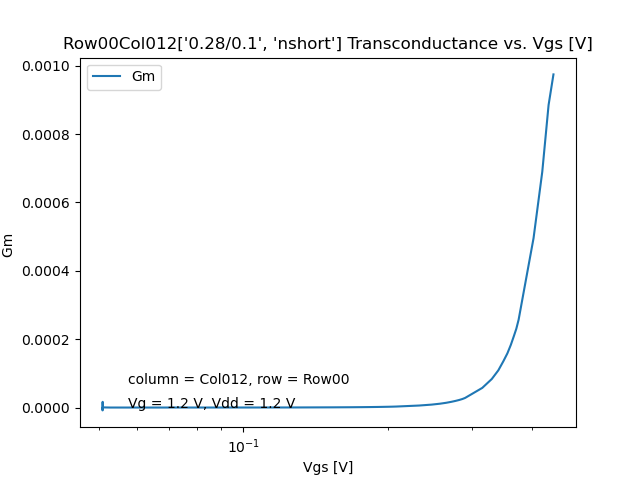 Row00Col012['0.28/0.1', 'nshort'] Transconductance vs. Vgs [V]
Gm
0.0010
0.0008
0.0006
0.0004
0.0002
0.0000
Gm
column = Col012, row = Row00
Vg = 1.2 V, Vdd = 1.2 V
10⁻¹
Vgs [V]